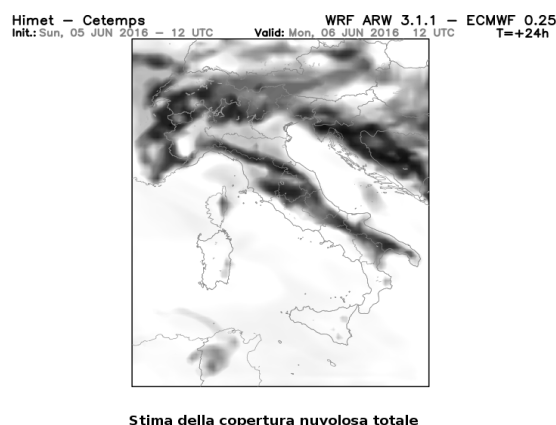 Himet – Cetemps WRF ARW 3.1.1 – ECMWF 0.25
Init.: Sun, 05 JUN 2016 – 12 UTC Valid: Mon, 06 JUN 2016 12 UTC T=+24h
Stima della copertura nuvolosa totale